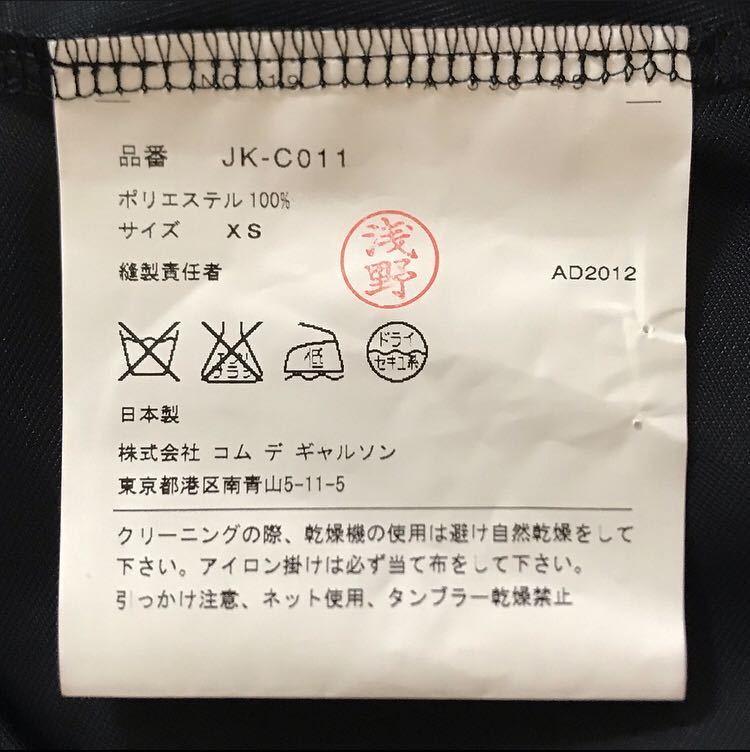 品番 JK-C011
ポリエステル 100%
サイズ XS
浅野
縫製責任者 AD2012
エンソ サラシ 低 ドライ セキユ系
日本製
株式会社 コム デ ギャルソン
東京都港区南青山5-11-5
クリーニングの際、乾燥機の使用は避け自然乾燥をして
下さい。アイロン掛けは必ず当て布をして下さい。
引っかけ注意、ネット使用、タンブラー乾燥禁止